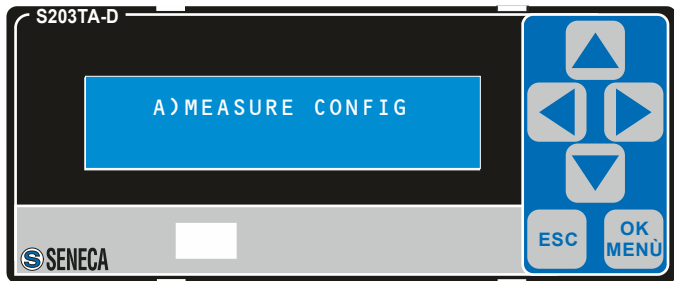 S203TA-D
A)MEASURE CONFIG
ESC
OK
MENÙ
S SENECA